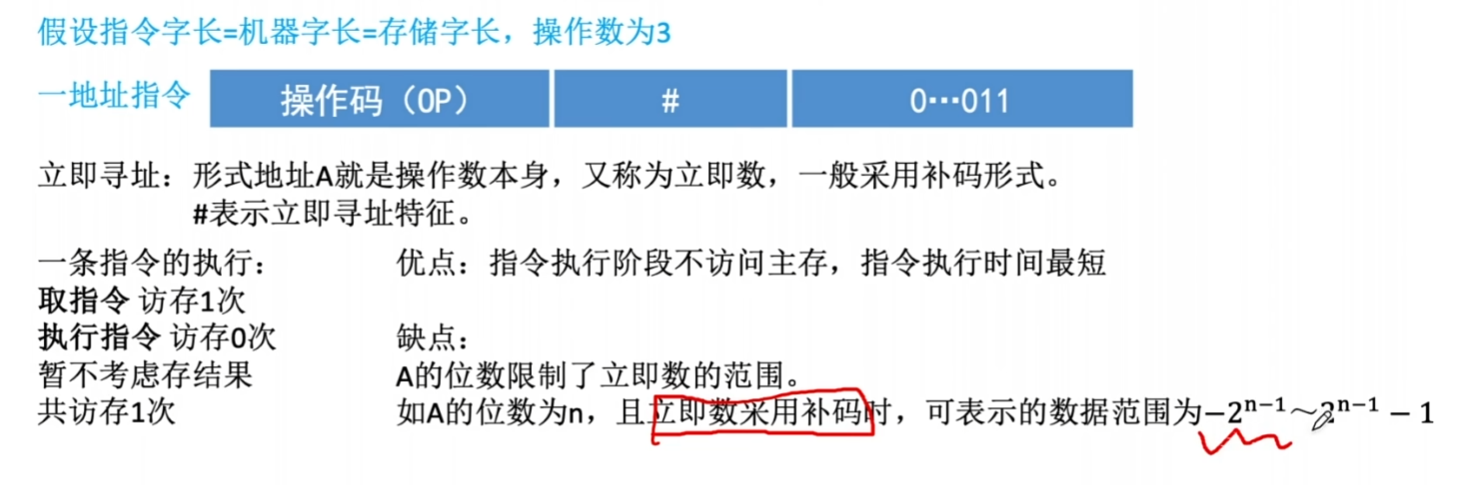 假设指令字长=机器字长=存储字长，操作数为3
一地址指令 操作码（OP） # 0…011
立即寻址：形式地址A就是操作数本身，又称为立即数，一般采用补码形式。
#表示立即寻址特征。
一条指令的执行： 优点：指令执行阶段不访问主存，指令执行时间最短
取指令 访存1次
执行指令 访存0次 缺点：
暂不考虑存结果 A的位数限制了立即数的范围。
共访存1次 如A的位数为n，且立即数采用补码时，可表示的数据范围为−2ⁿ⁻¹～2ⁿ⁻¹ − 1